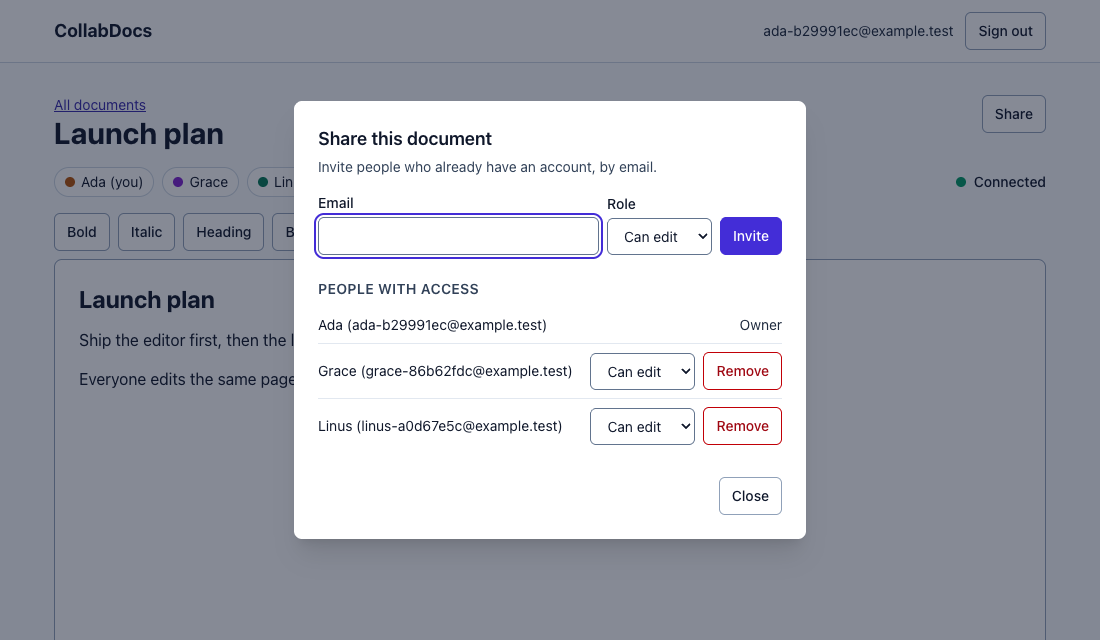 CollabDocs
ada-b29991ec@example.test
Sign out
All documents
Launch plan
Share
Ada (you)
Grace
Lin
Connected
Bold
Italic
Heading
B
Launch plan
Ship the editor first, then the
Everyone edits the same page
Share this document
Invite people who already have an account, by email.
Email
Role
Can edit
Invite
PEOPLE WITH ACCESS
Ada (ada-b29991ec@example.test)
Owner
Grace (grace-86b62fdc@example.test)
Can edit
Remove
Linus (linus-a0d67e5c@example.test)
Can edit
Remove
Close